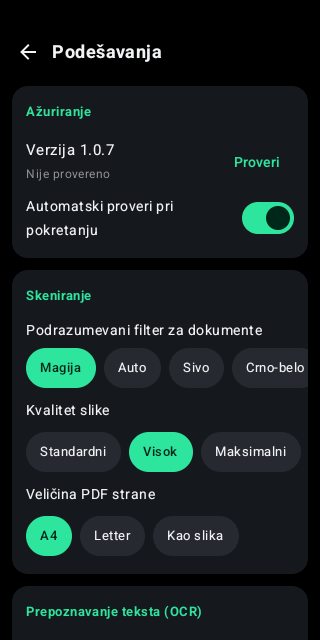 Podešavanja
Ažuriranje
Verzija 1.0.7
Nije provereno
Proveri
Automatski proveri pri
pokretanju
Skeniranje
Podrazumevani filter za dokumente
Magija Auto Sivo Crno-belo
Kvalitet slike
Standardni Visok Maksimalni
Veličina PDF strane
A4 Letter Kao slika
Prepoznavanje teksta (OCR)